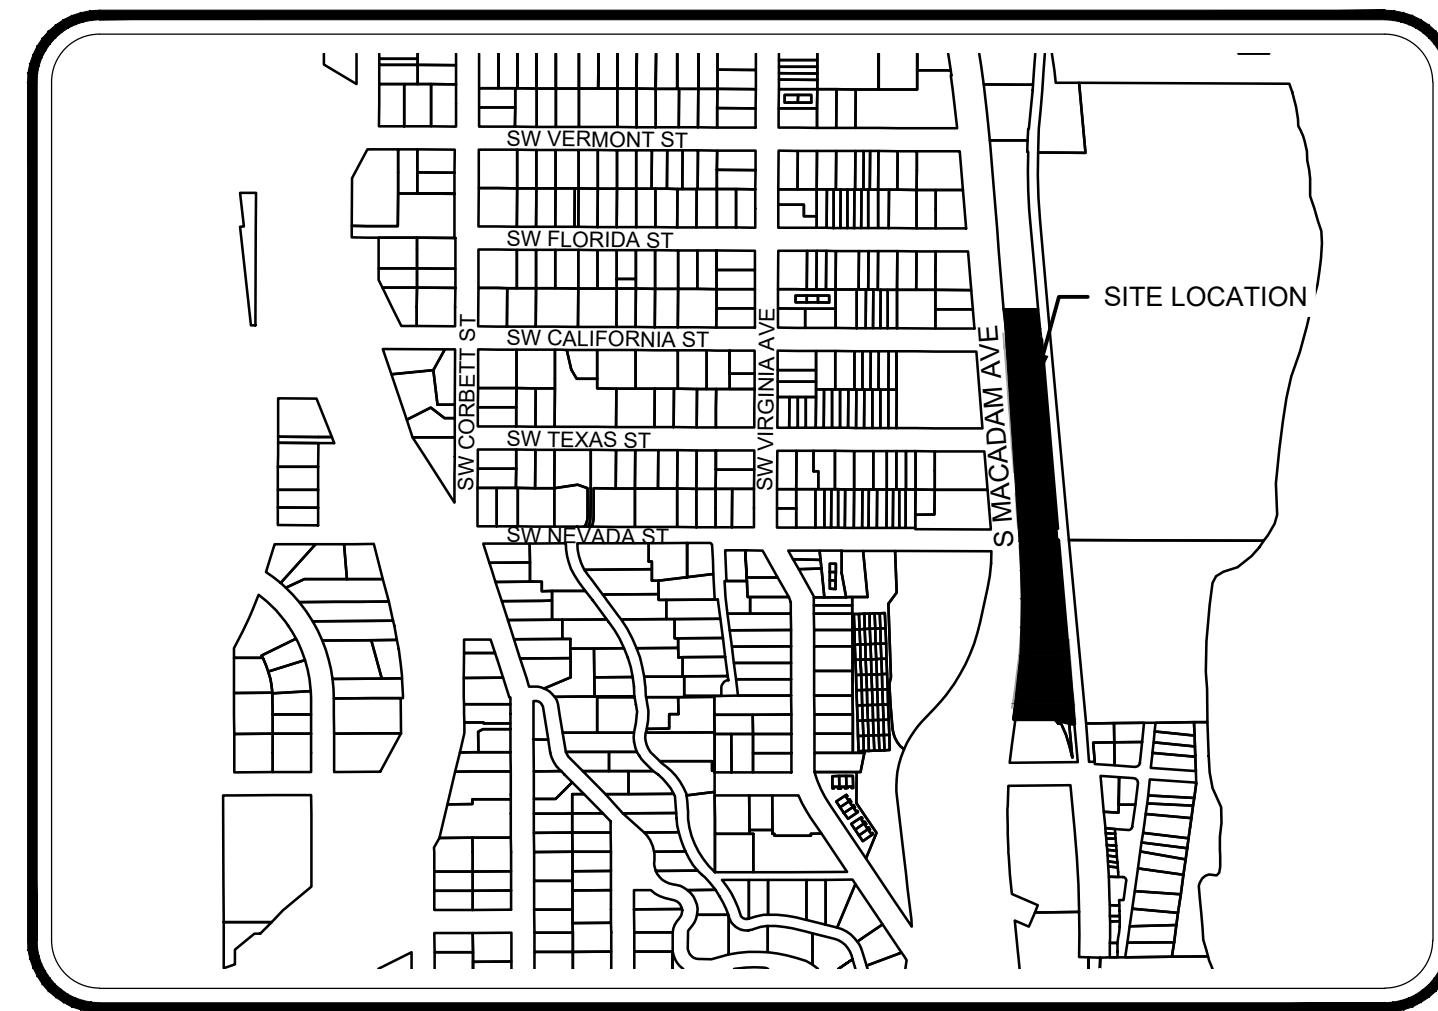 SW VERMONT ST
SW FLORIDA ST
SITE LOCATION
SW CALIFORNIA ST
SW CORBETT ST
SW VIRGINIA AVE
S MACADAM AVE
SW TEXAS ST
SW NEVADA ST